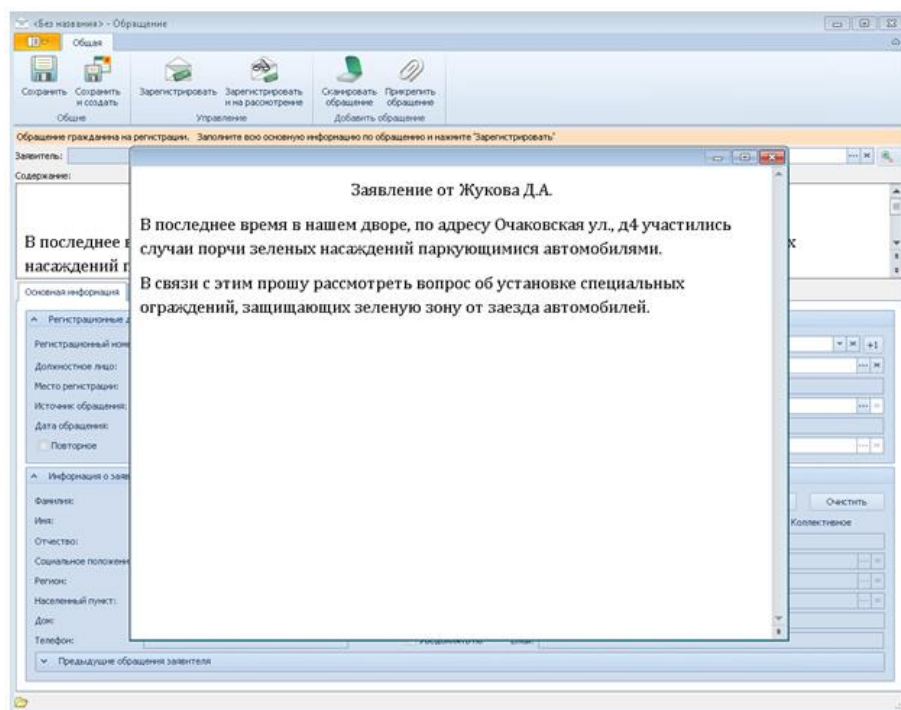 <Без названия> - Обращение
Общая
Сохранить
Сохранить и создать
Зарегистрировать
Зарегистрировать и на рассмотрение
Сканировать обращение
Прикрепить обращение
Общие
Управление
Добавить обращение
Обращение гражданина на регистрации. Заполните всю основную информацию по обращению и нажмите "Зарегистрировать"
Заявитель:
Содержание:
В последнее
насаждений
Заявление от Жукова Д.А.
В последнее время в нашем дворе, по адресу Очаковская ул., д4 участились
случаи порчи зеленых насаждений паркующимися автомобилями.
В связи с этим прошу рассмотреть вопрос об установке специальных
ограждений, защищающих зеленую зону от заезда автомобилей.
Основная информация
Регистрационные
Регистрационный
+1
Должностное лицо:
Место регистрации:
Источник обращения:
Дата обращения:
Повторное
Информация о
Фамилия:
Очистить
Имя:
Коллективное
Отчество:
Социальное
Регион:
Населенный пункт:
Дом:
Телефон:
Предыдущие обращения заявителя